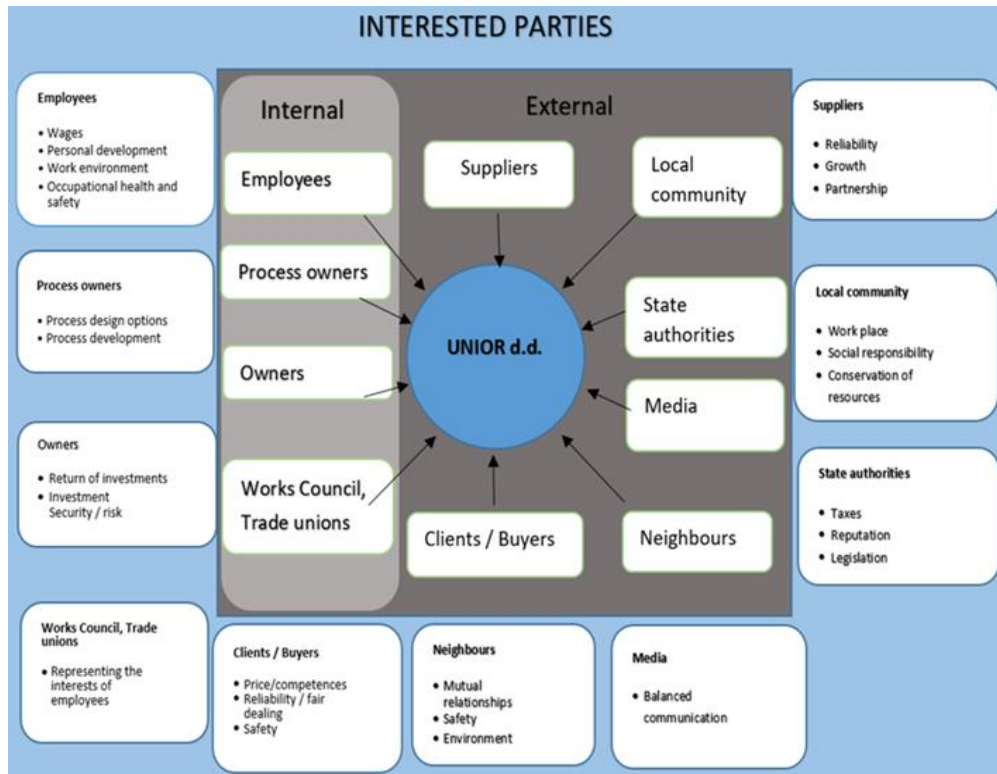 INTERESTED PARTIES
Employees
• Wages
• Personal development
• Work environment
• Occupational health and
safety
Process owners
• Process design options
• Process development
Owners
• Return of investments
• Investment
Security / risk
Works Council, Trade
unions
• Representing the
interests of
employees
Internal
Employees
Process owners
Owners
Works Council,
Trade unions
External
Suppliers
Local
community
State
authorities
Media
Neighbours
Clients / Buyers
UNIOR d.d.
Suppliers
• Reliability
• Growth
• Partnership
Local community
• Work place
• Social responsibility
• Conservation of
resources
State authorities
• Taxes
• Reputation
• Legislation
Clients / Buyers
• Price/competences
• Reliability / fair
dealing
• Safety
Neighbours
• Mutual
relationships
• Safety
• Environment
Media
• Balanced
communication